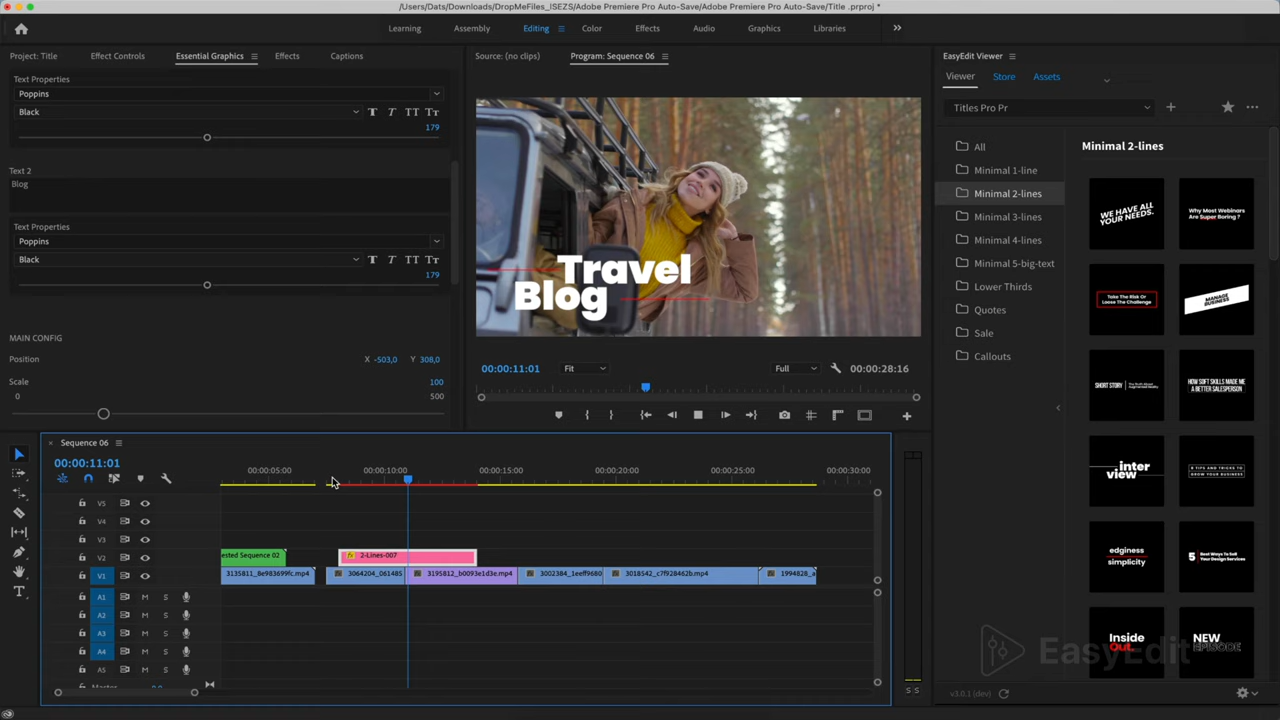 /Users/Dats/Downloads/DropMeFiles_ISEZS/Adobe Premiere Pro Auto-Save/Adobe Premiere Pro Auto-Save/Title .prproj *
Learning Assembly Editing Color Effects Audio Graphics Libraries
Project: Title Effect Controls Essential Graphics Effects Captions
Text Properties
Poppins
Black T T TT Tт
179
Text 2
Blog
Text Properties
Poppins
Black T T TT Tт
179
MAIN CONFIG
Position X -503,0 Y 308,0
Scale 100
0 500
Source: (no clips) Program: Sequence 06
Travel
Blog
00:00:11:01 Fit Full 00:00:28:16
EasyEdit Viewer
Viewer Store Assets
Titles Pro Pr
All
Minimal 1-line
Minimal 2-lines
Minimal 3-lines
Minimal 4-lines
Minimal 5-big-text
Lower Thirds
Quotes
Sale
Callouts
Minimal 2-lines
WE HAVE ALL
YOUR NEEDS.
Why Most Webinars
Are Super Boring ?
Take The Risk Or
Loose The Challenge
MANAGE
BUSINESS
SHORT STORY
HOW SOFT SKILLS MADE ME
A BETTER SALESPERSON
inter
view
8 TIPS AND TRICKS TO
GROW YOUR BUSINESS
edginess
simplicity
5 Best Ways To Sell
Your Design Services
Inside
Out.
NEW
EPISODE
EasyEdit
v3.0.1 (dev)
Sequence 06
00:00:11:01
00:00:05:00 00:00:10:00 00:00:15:00 00:00:20:00 00:00:25:00 00:00:30:00
V5
V4
V3
V2 ested Sequence 02 fx 2-Lines-007
V1 3135811_8e983699fc.mp4 3064204_061485 3195812_b0093e1d3e.mp4 3002384_1eeff9660 3018542_c7f928462b.mp4 1994828_a
A1 M S
A2 M S
A3 M S
A4 M S
A5 M S
Master 0,0
S S